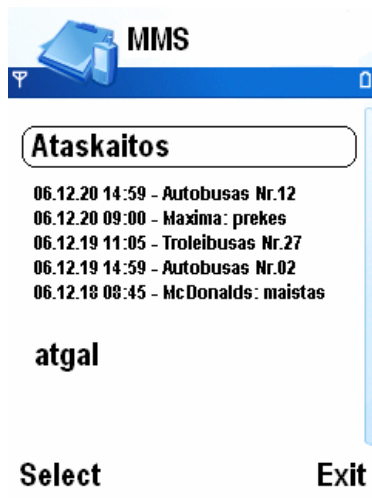 MMS
Ataskaitos
06.12.20 14:59 - Autobusas Nr.12
06.12.20 09:00 - Maxima: prekes
06.12.19 11:05 - Troleibusas Nr.27
06.12.19 14:59 - Autobusas Nr.02
06.12.18 08:45 - McDonalds: maistas
atgal
Select Exit